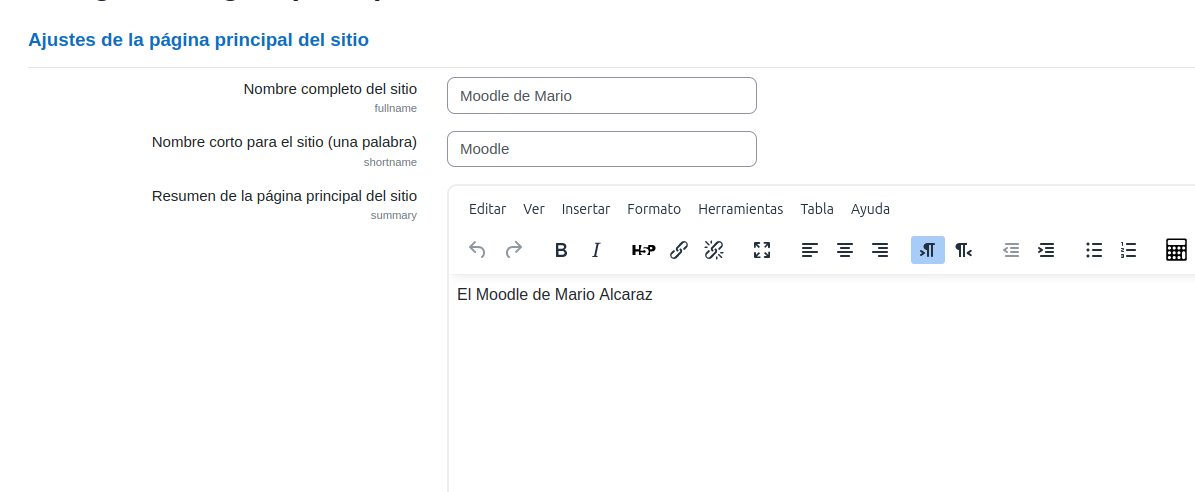 Ajustes de la página principal del sitio
Nombre completo del sitio
fullname
Moodle de Mario
Nombre corto para el sitio (una palabra)
shortname
Moodle
Resumen de la página principal del sitio
summary
Editar Ver Insertar Formato Herramientas Tabla Ayuda
B I H5P
El Moodle de Mario Alcaraz